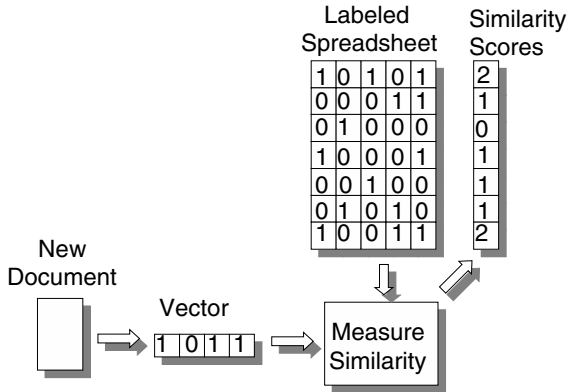 Labeled
Spreadsheet
Similarity
Scores
1 0 1 0 1
0 0 0 1 1
0 1 0 0 0
1 0 0 0 1
0 0 1 0 0
0 1 0 1 0
1 0 0 1 1
2
1
0
1
1
1
2
New
Document
Vector
1 0 1 1
Measure
Similarity